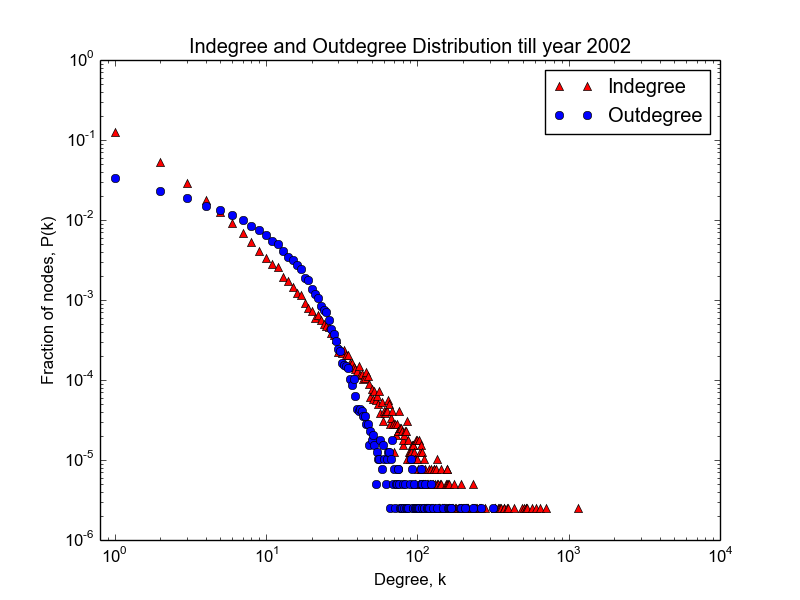 Indegree and Outdegree Distribution till year 2002
Indegree
Outdegree
Fraction of nodes, P(k)
10^0
10^-1
10^-2
10^-3
10^-4
10^-5
10^-6
10^0
10^1
10^2
10^3
10^4
Degree, k